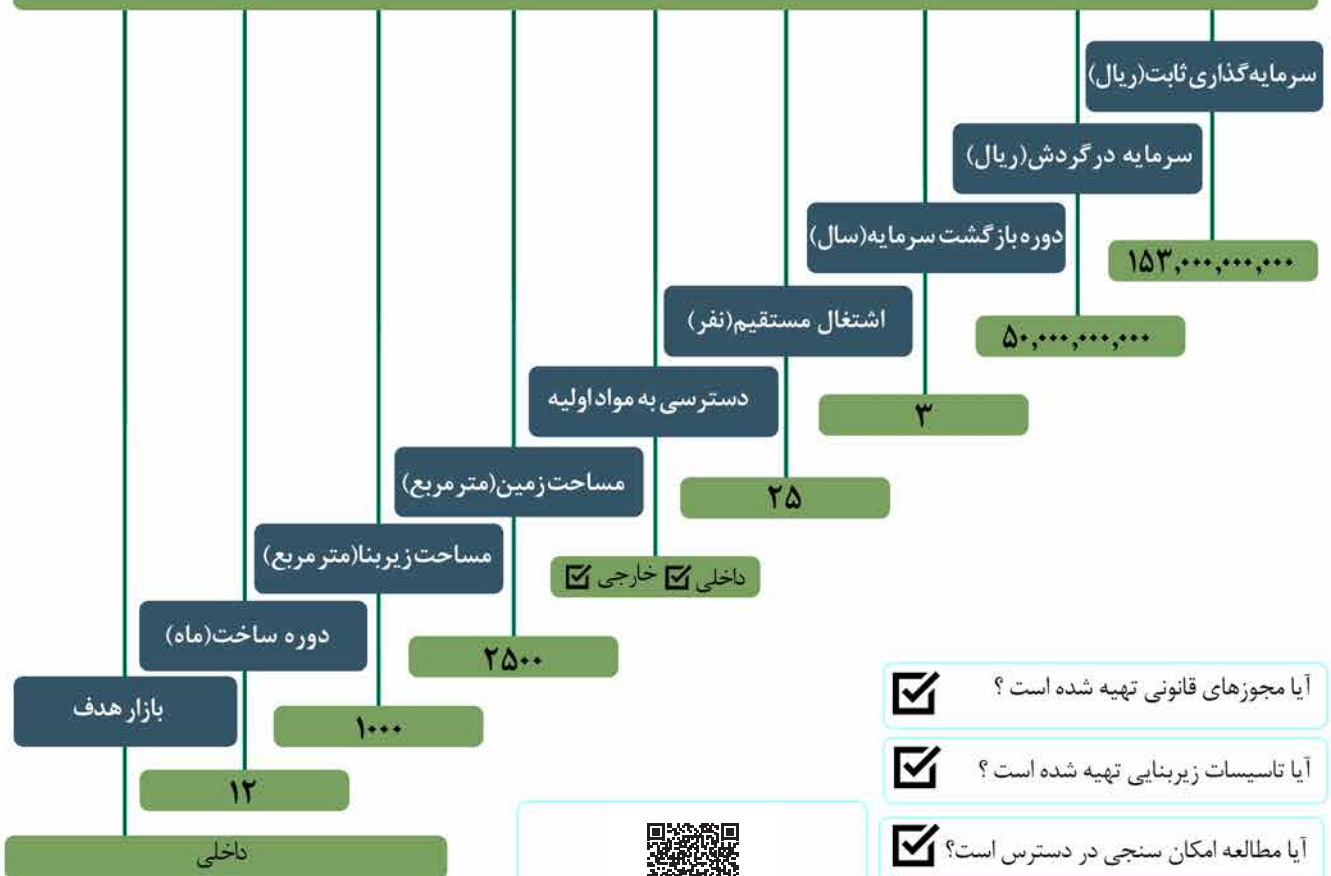 سرمایه‌گذاری ثابت(ریال)
۱۵۳,۰۰۰,۰۰۰,۰۰۰
سرمایه در گردش(ریال)
۵۰,۰۰۰,۰۰۰,۰۰۰
دوره بازگشت سرمایه(سال)
۳
اشتغال مستقیم(نفر)
۲۵
دسترسی به مواد اولیه
داخلی ☑ خارجی ☑
مساحت زمین(متر مربع)
۲۵۰۰
مساحت زیربنا(متر مربع)
۱۰۰۰
دوره ساخت(ماه)
۱۲
بازار هدف
داخلی
آیا مجوزهای قانونی تهیه شده است ؟ ☑
آیا تاسیسات زیربنایی تهیه شده است ؟ ☑
آیا مطالعه امکان سنجی در دسترس است؟ ☑